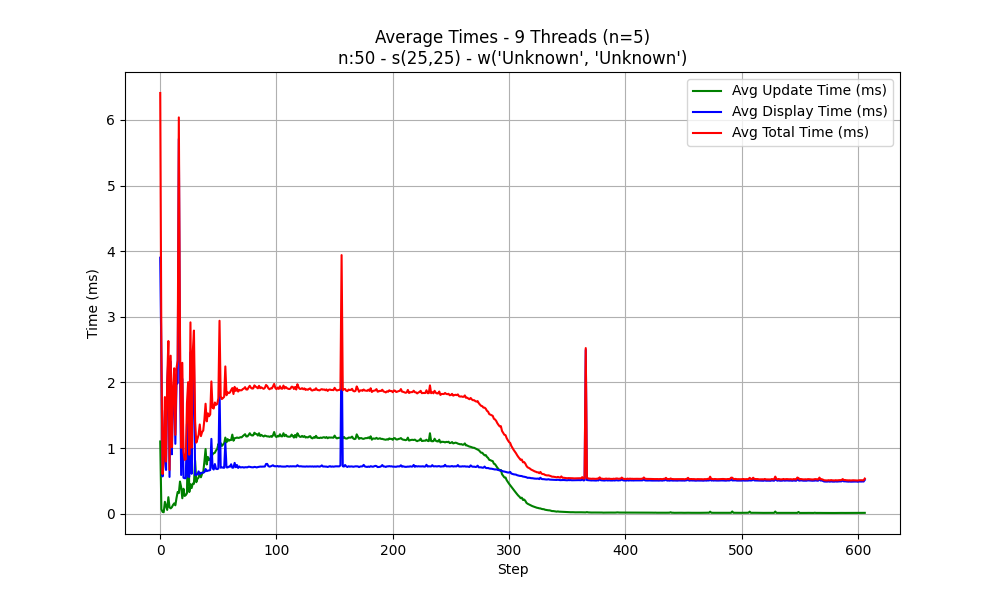 Average Times - 9 Threads (n=5)
n:50 - s(25,25) - w('Unknown', 'Unknown')
Avg Update Time (ms)
Avg Display Time (ms)
Avg Total Time (ms)
Time (ms)
6
5
4
3
2
1
0
0 100 200 300 400 500 600
Step